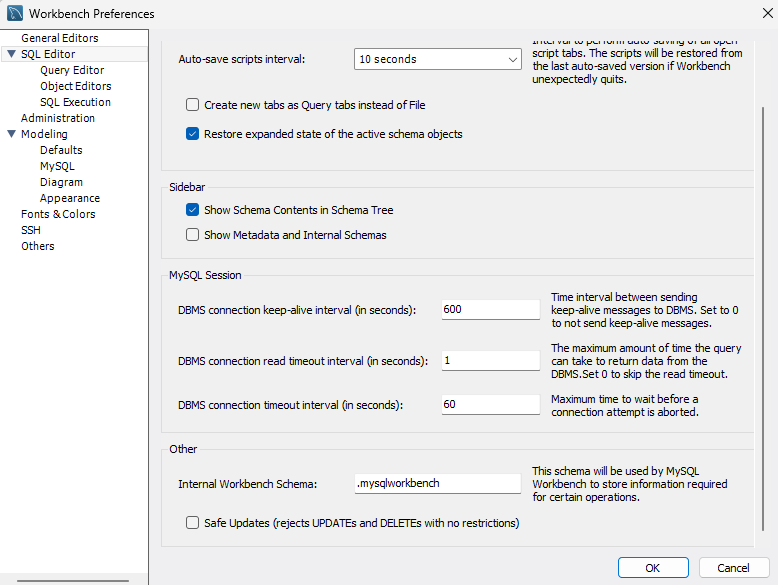 Workbench Preferences
General Editors
SQL Editor
Query Editor
Object Editors
SQL Execution
Administration
Modeling
Defaults
MySQL
Diagram
Appearance
Fonts & Colors
SSH
Others
Auto-save scripts interval:
10 seconds
Interval to perform auto-saving of all open
script tabs. The scripts will be restored from
the last auto-saved version if Workbench
unexpectedly quits.
Create new tabs as Query tabs instead of File
Restore expanded state of the active schema objects
Sidebar
Show Schema Contents in Schema Tree
Show Metadata and Internal Schemas
MySQL Session
DBMS connection keep-alive interval (in seconds):
600
Time interval between sending
keep-alive messages to DBMS. Set to 0
to not send keep-alive messages.
DBMS connection read timeout interval (in seconds):
1
The maximum amount of time the query
can take to return data from the
DBMS.Set 0 to skip the read timeout.
DBMS connection timeout interval (in seconds):
60
Maximum time to wait before a
connection attempt is aborted.
Other
Internal Workbench Schema:
.mysqlworkbench
This schema will be used by MySQL
Workbench to store information required
for certain operations.
Safe Updates (rejects UPDATEs and DELETEs with no restrictions)
OK
Cancel